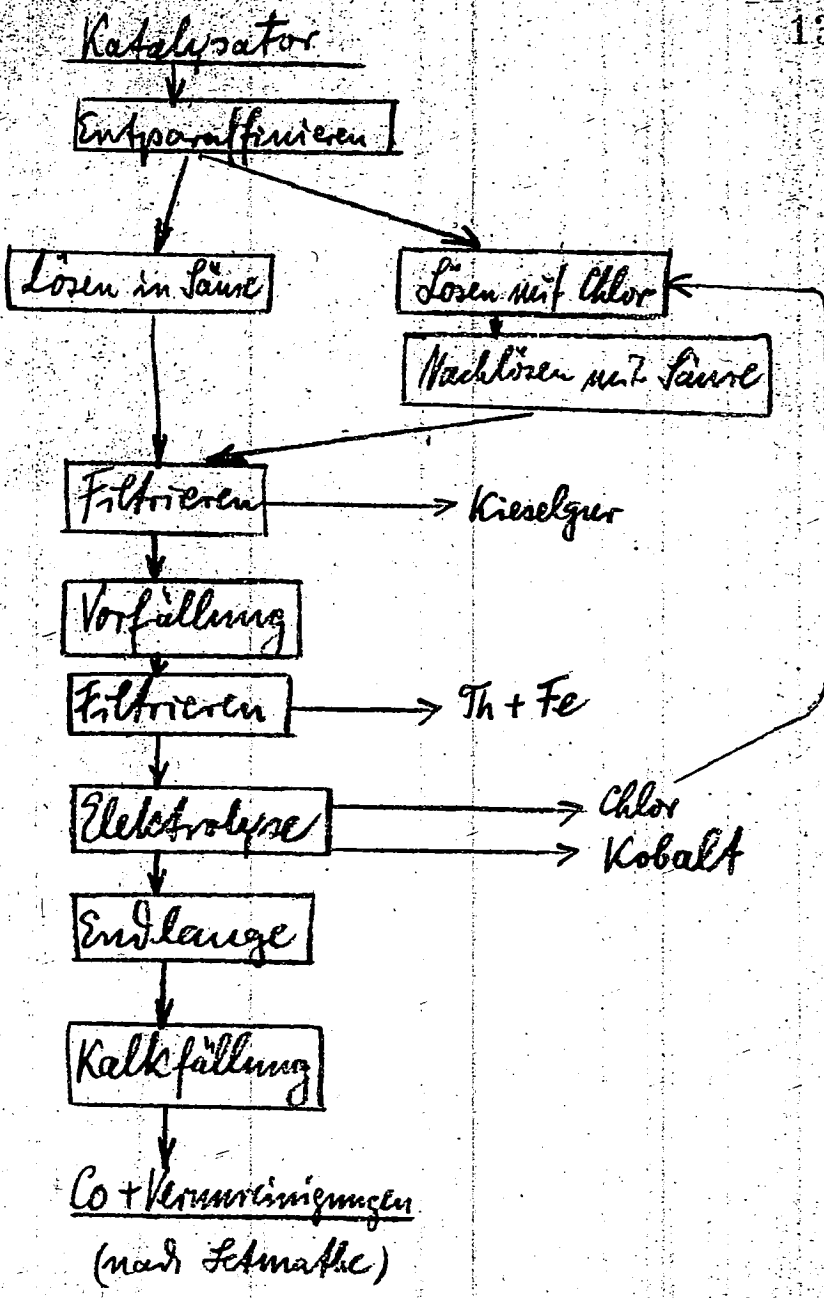 13
Katalysator
Entparaffinieren
Lösen in Säure
Lösen mit Chlor
Nachlösen mit Säure
Filtrieren
Kieselgur
Vorfällung
Filtrieren
Th + Fe
Elektrolyse
Chlor
Kobalt
Endlauge
Kalkfällung
Co + Verunreinigungen
(nach Letmathe)